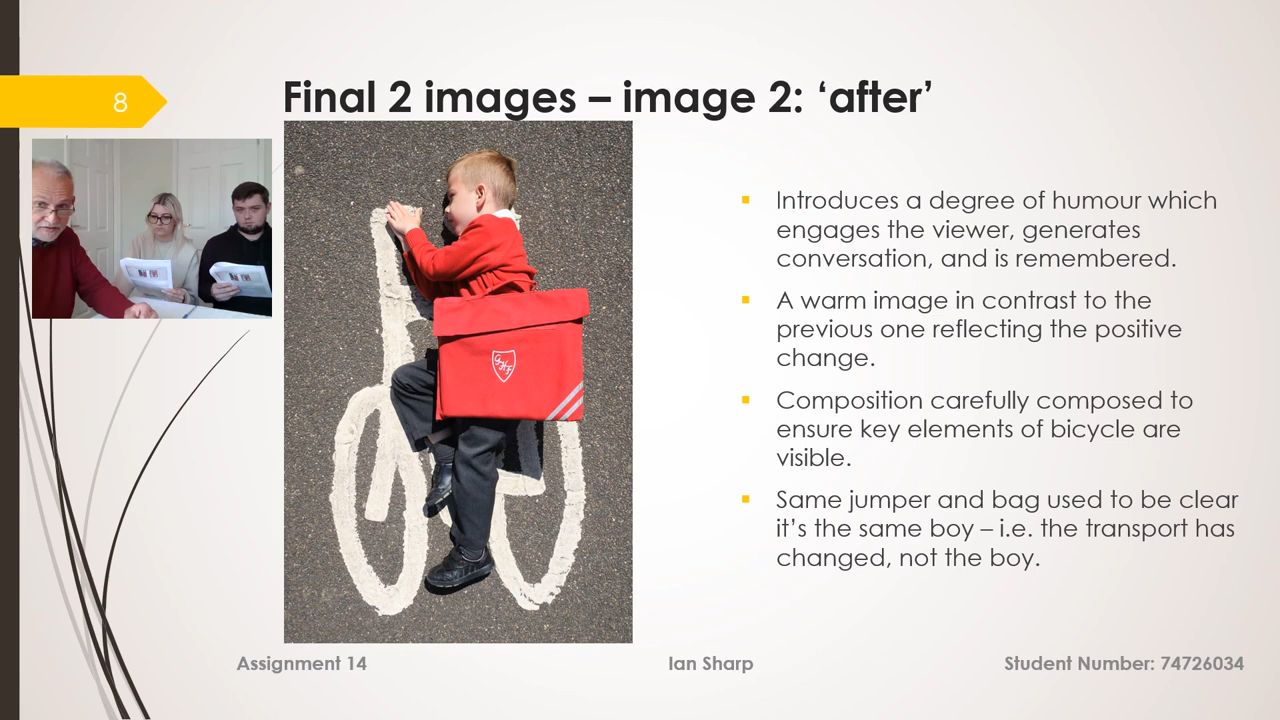 8
Final 2 images – image 2: ‘after’
▪ Introduces a degree of humour which
engages the viewer, generates
conversation, and is remembered.
▪ A warm image in contrast to the
previous one reflecting the positive
change.
▪ Composition carefully composed to
ensure key elements of bicycle are
visible.
▪ Same jumper and bag used to be clear
it’s the same boy – i.e. the transport has
changed, not the boy.
GHF
Assignment 14
Ian Sharp
Student Number: 74726034